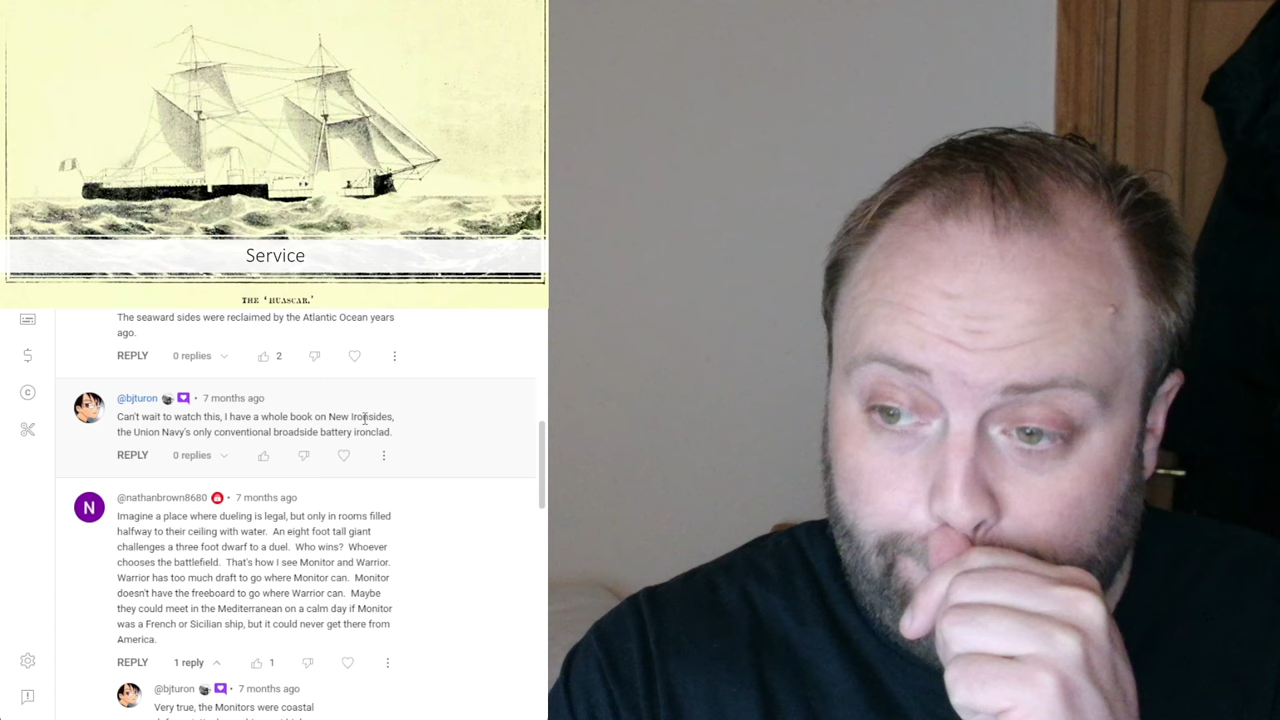 Service
THE 'HUASCAR.'
The seaward sides were reclaimed by the Atlantic Ocean years
ago.
REPLY 0 replies 2
@bjturon • 7 months ago
Can't wait to watch this, I have a whole book on New Ironsides,
the Union Navy's only conventional broadside battery ironclad.
REPLY 0 replies
N
@nathanbrown8680 • 7 months ago
Imagine a place where dueling is legal, but only in rooms filled
halfway to their ceiling with water. An eight foot tall giant
challenges a three foot dwarf to a duel. Who wins? Whoever
chooses the battlefield. That's how I see Monitor and Warrior.
Warrior has too much draft to go where Monitor can. Monitor
doesn't have the freeboard to go where Warrior can. Maybe
they could meet in the Mediterranean on a calm day if Monitor
was a French or Sicilian ship, but it could never get there from
America.
REPLY 1 reply 1
@bjturon • 7 months ago
Very true, the Monitors were coastal